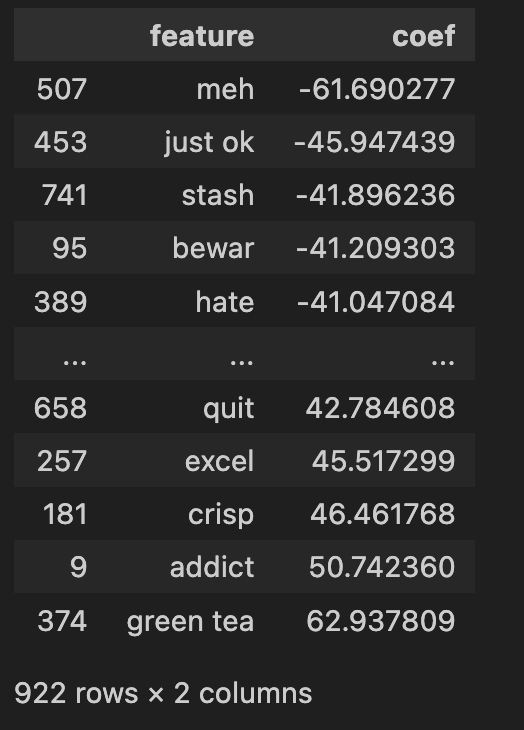 feature coef
507 meh -61.690277
453 just ok -45.947439
741 stash -41.896236
95 bewar -41.209303
389 hate -41.047084
... ... ...
658 quit 42.784608
257 excel 45.517299
181 crisp 46.461768
9 addict 50.742360
374 green tea 62.937809
922 rows × 2 columns